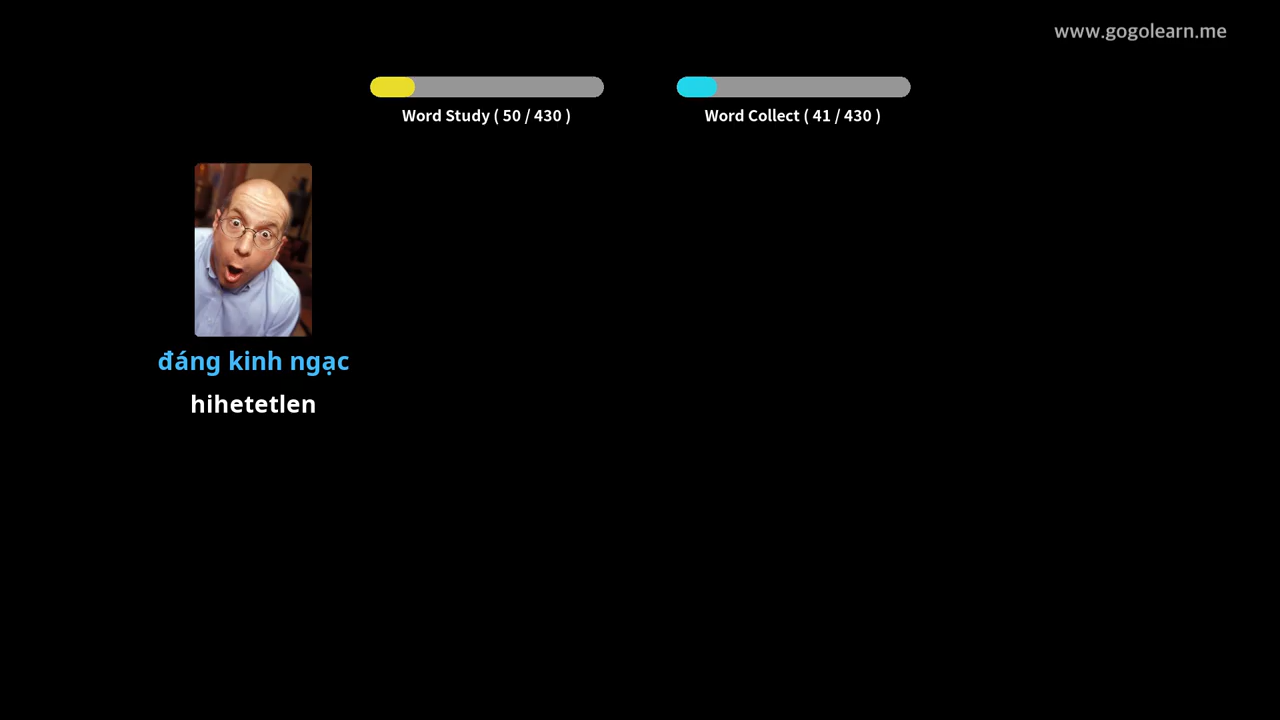 www.gogolearn.me
Word Study ( 50 / 430 )
Word Collect ( 41 / 430 )
đáng kinh ngạc
hihetetlen